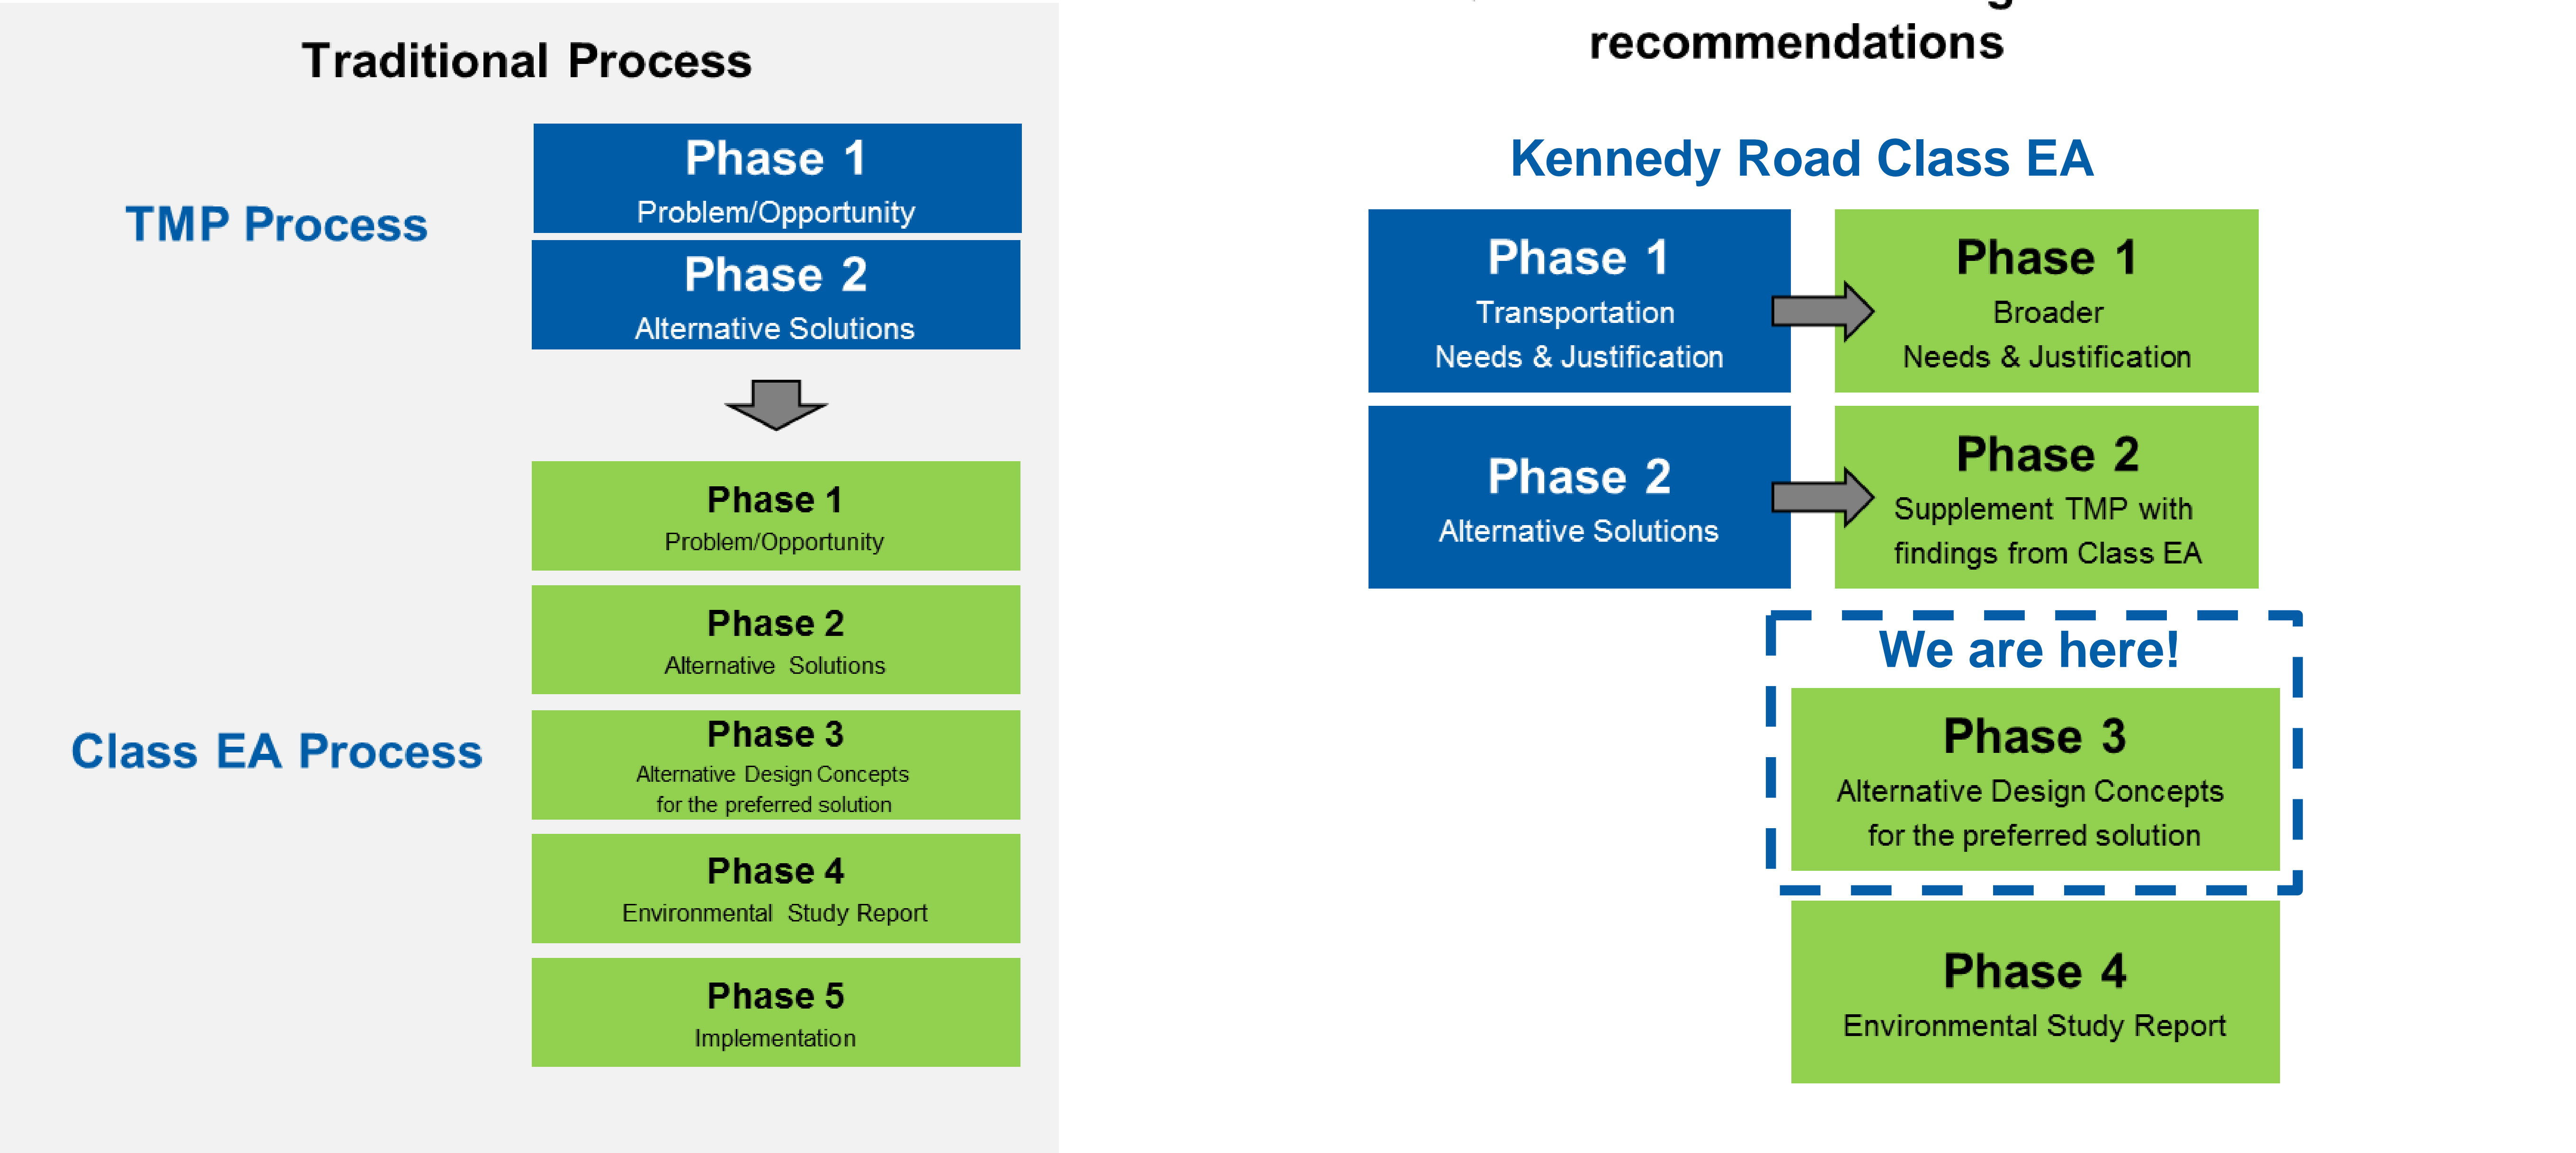 Traditional Process
TMP Process
Phase 1
Problem/Opportunity
Phase 2
Alternative Solutions
Class EA Process
Phase 1
Problem/Opportunity
Phase 2
Alternative Solutions
Phase 3
Alternative Design Concepts
for the preferred solution
Phase 4
Environmental Study Report
Phase 5
Implementation
recommendations
Kennedy Road Class EA
Phase 1
Transportation
Needs & Justification
Phase 1
Broader
Needs & Justification
Phase 2
Alternative Solutions
Phase 2
Supplement TMP with
findings from Class EA
We are here!
Phase 3
Alternative Design Concepts
for the preferred solution
Phase 4
Environmental Study Report